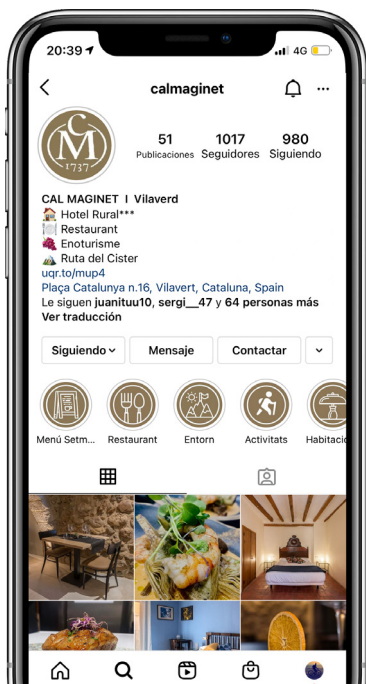 20:39
4G
calmaginet
C
M
1737
51 1017 980
Publicaciones Seguidores Siguiendo
CAL MAGINET I Vilaverd
Hotel Rural***
Restaurant
Enoturisme
Ruta del Cister
uqr.to/mup4
Plaça Catalunya n.16, Vilavert, Cataluna, Spain
Le siguen juanituu10, sergi__47 y 64 personas más
Ver traducción
Siguiendo Mensaje Contactar
Menú Setm... Restaurant Entorn Activitats Habitacio